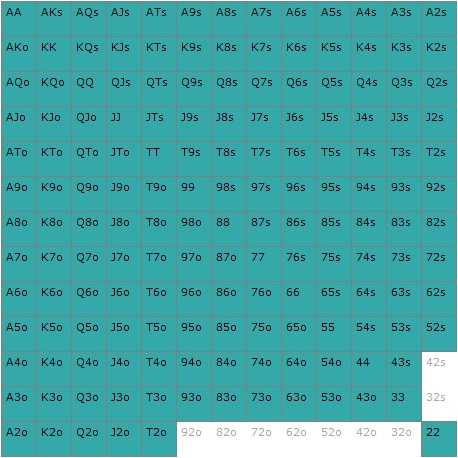 AA AKs AQs AJs ATs A9s A8s A7s A6s A5s A4s A3s A2s
AKo KK KQs KJs KTs K9s K8s K7s K6s K5s K4s K3s K2s
AQo KQo QQ QJs QTs Q9s Q8s Q7s Q6s Q5s Q4s Q3s Q2s
AJo KJo QJo JJ JTs J9s J8s J7s J6s J5s J4s J3s J2s
ATo KTo QTo JTo TT T9s T8s T7s T6s T5s T4s T3s T2s
A9o K9o Q9o J9o T9o 99 98s 97s 96s 95s 94s 93s 92s
A8o K8o Q8o J8o T8o 98o 88 87s 86s 85s 84s 83s 82s
A7o K7o Q7o J7o T7o 97o 87o 77 76s 75s 74s 73s 72s
A6o K6o Q6o J6o T6o 96o 86o 76o 66 65s 64s 63s 62s
A5o K5o Q5o J5o T5o 95o 85o 75o 65o 55 54s 53s 52s
A4o K4o Q4o J4o T4o 94o 84o 74o 64o 54o 44 43s 42s
A3o K3o Q3o J3o T3o 93o 83o 73o 63o 53o 43o 33 32s
A2o K2o Q2o J2o T2o 92o 82o 72o 62o 52o 42o 32o 22